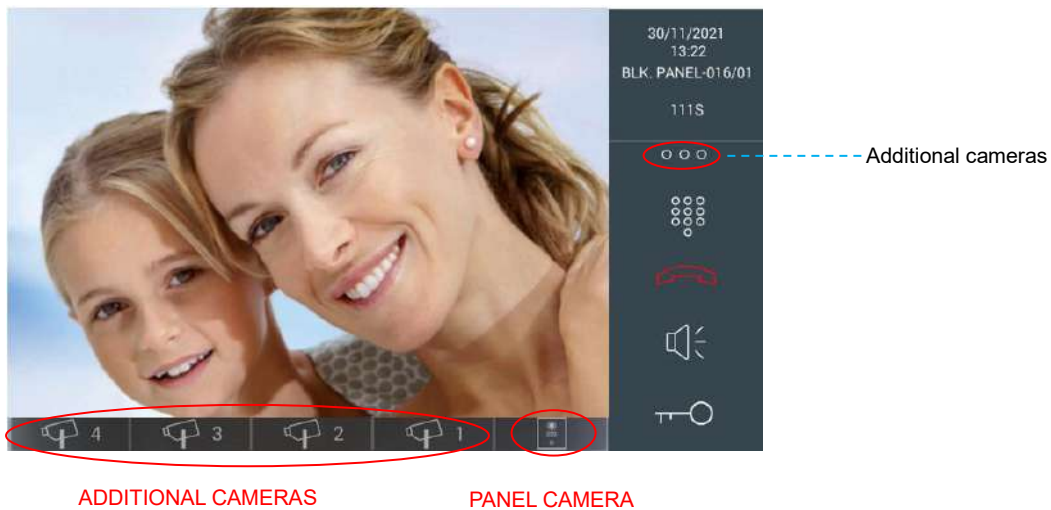 30/11/2021
13:22
BLK. PANEL-016/01
111S
Additional cameras
4 3 2 1
ADDITIONAL CAMERAS PANEL CAMERA